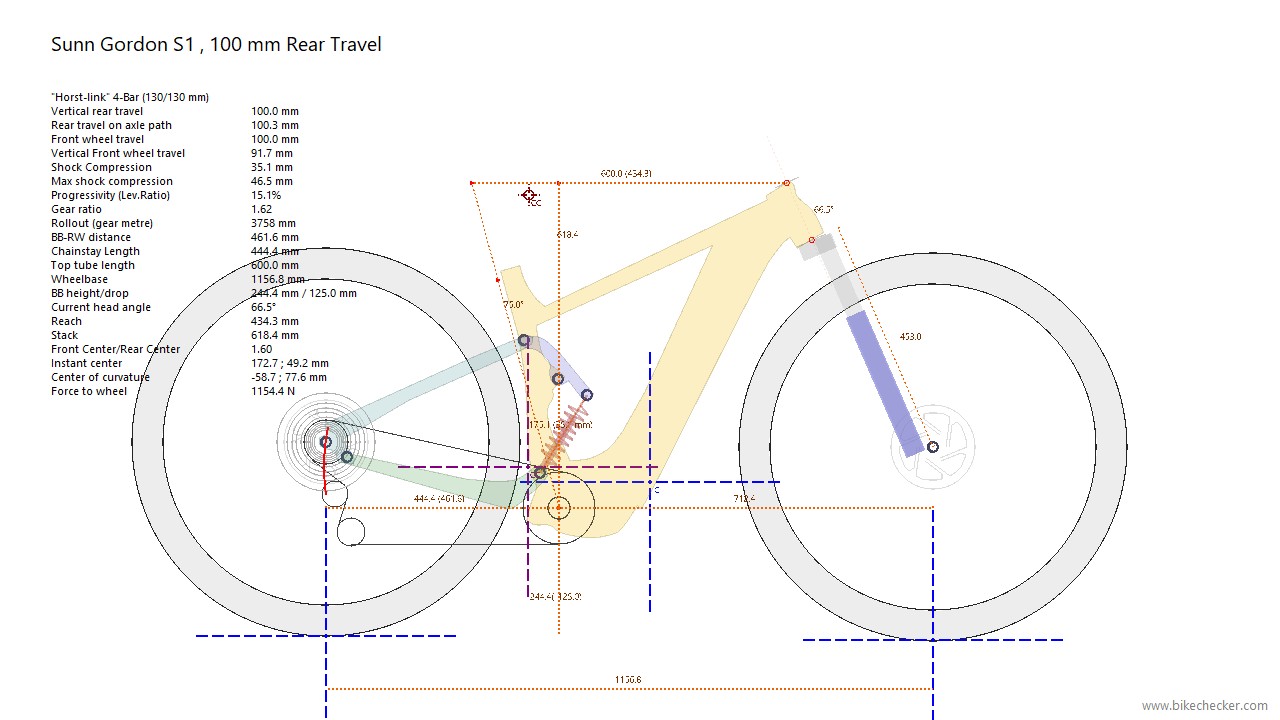 Sunn Gordon S1 , 100 mm Rear Travel
"Horst-link" 4-Bar (130/130 mm)
Vertical rear travel 100.0 mm
Rear travel on axle path 100.3 mm
Front wheel travel 100.0 mm
Vertical Front wheel travel 91.7 mm
Shock Compression 35.1 mm
Max shock compression 46.5 mm
Progressivity (Lev.Ratio) 15.1%
Gear ratio 1.62
Rollout (gear metre) 3758 mm
BB-RW distance 461.6 mm
Chainstay Length 444.4 mm
Top tube length 600.0 mm
Wheelbase 1156.8 mm
BB height/drop 244.4 mm / 125.0 mm
Current head angle 66.5°
Reach 434.3 mm
Stack 618.4 mm
Front Center/Rear Center 1.60
Instant center 172.7 ; 49.2 mm
Center of curvature -58.7 ; 77.6 mm
Force to wheel 1154.4 N
600.0 (434.3)
CC
66.5°
618.4
75.0°
453.0
175.1 mm)
C
444.4 (461.6)
712.4
244.4(
1156.8
www.bikechecker.com